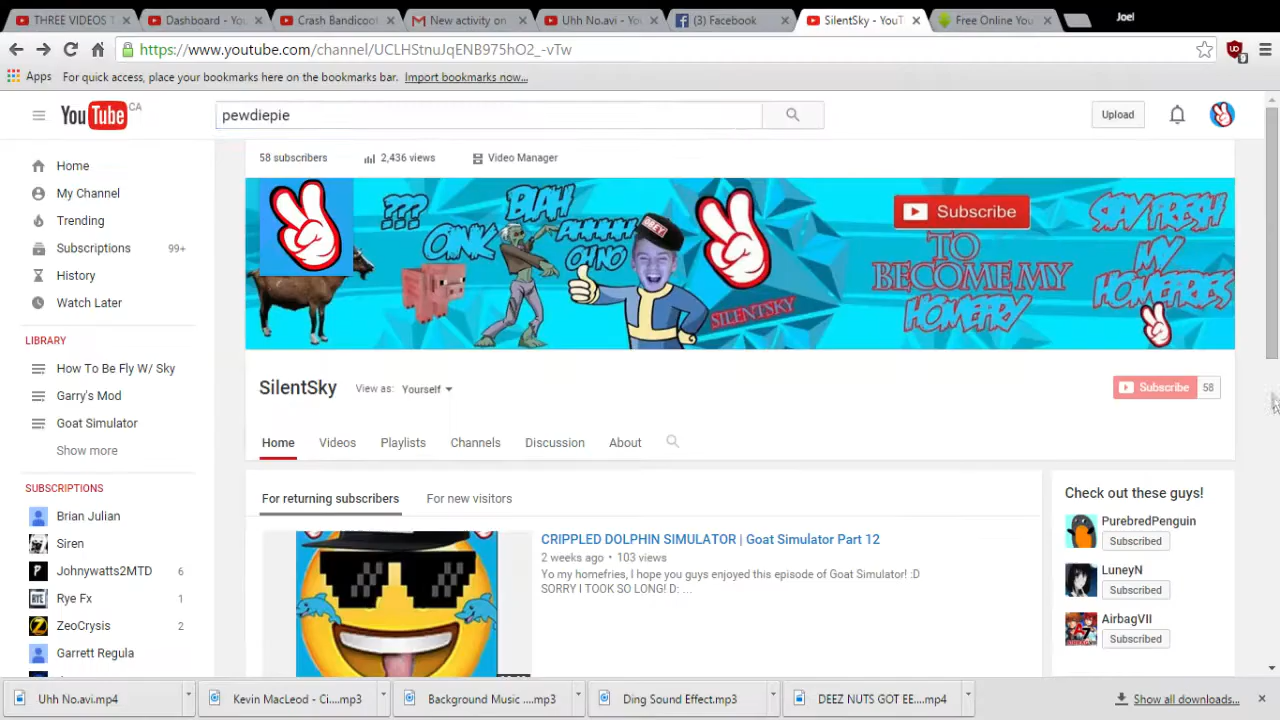 THREE VIDEOS T
Dashboard - You
Crash Bandicoot
New activity on
Uhh No.avi - You
(3) Facebook
SilentSky - YouT
Free Online You
Joel
https://www.youtube.com/channel/UCLHStnuJqENB975hO2_-vTw
Apps
For quick access, place your bookmarks here on the bookmarks bar. Import bookmarks now...
YouTube CA
pewdiepie
Upload
58 subscribers
2,436 views
Video Manager
Home
My Channel
Trending
Subscriptions 99+
History
Watch Later
LIBRARY
How To Be Fly W/ Sky
Garry's Mod
Goat Simulator
Show more
SUBSCRIPTIONS
Brian Julian
Siren
Johnywatts2MTD 6
Rye Fx 1
ZeoCrysis 2
Garrett Regula
???
OINK
BLAH
OH NO
OBEY
SILENTSKY
Subscribe
TO
BECOME MY
HOMEFRY
STAY FRESH
MY
HOMEFRIES
SilentSky
View as: Yourself
Subscribe 58
Home
Videos
Playlists
Channels
Discussion
About
For returning subscribers
For new visitors
CRIPPLED DOLPHIN SIMULATOR | Goat Simulator Part 12
2 weeks ago • 103 views
Yo my homefries, I hope you guys enjoyed this episode of Goat Simulator! :D
SORRY I TOOK SO LONG! D: ...
Check out these guys!
PurebredPenguin
Subscribed
LuneyN
Subscribed
AirbagVII
Subscribed
Uhh No.avi.mp4
Kevin MacLeod - Ci....mp3
Background Music ....mp3
Ding Sound Effect.mp3
DEEZ NUTS GOT EE....mp4
Show all downloads...